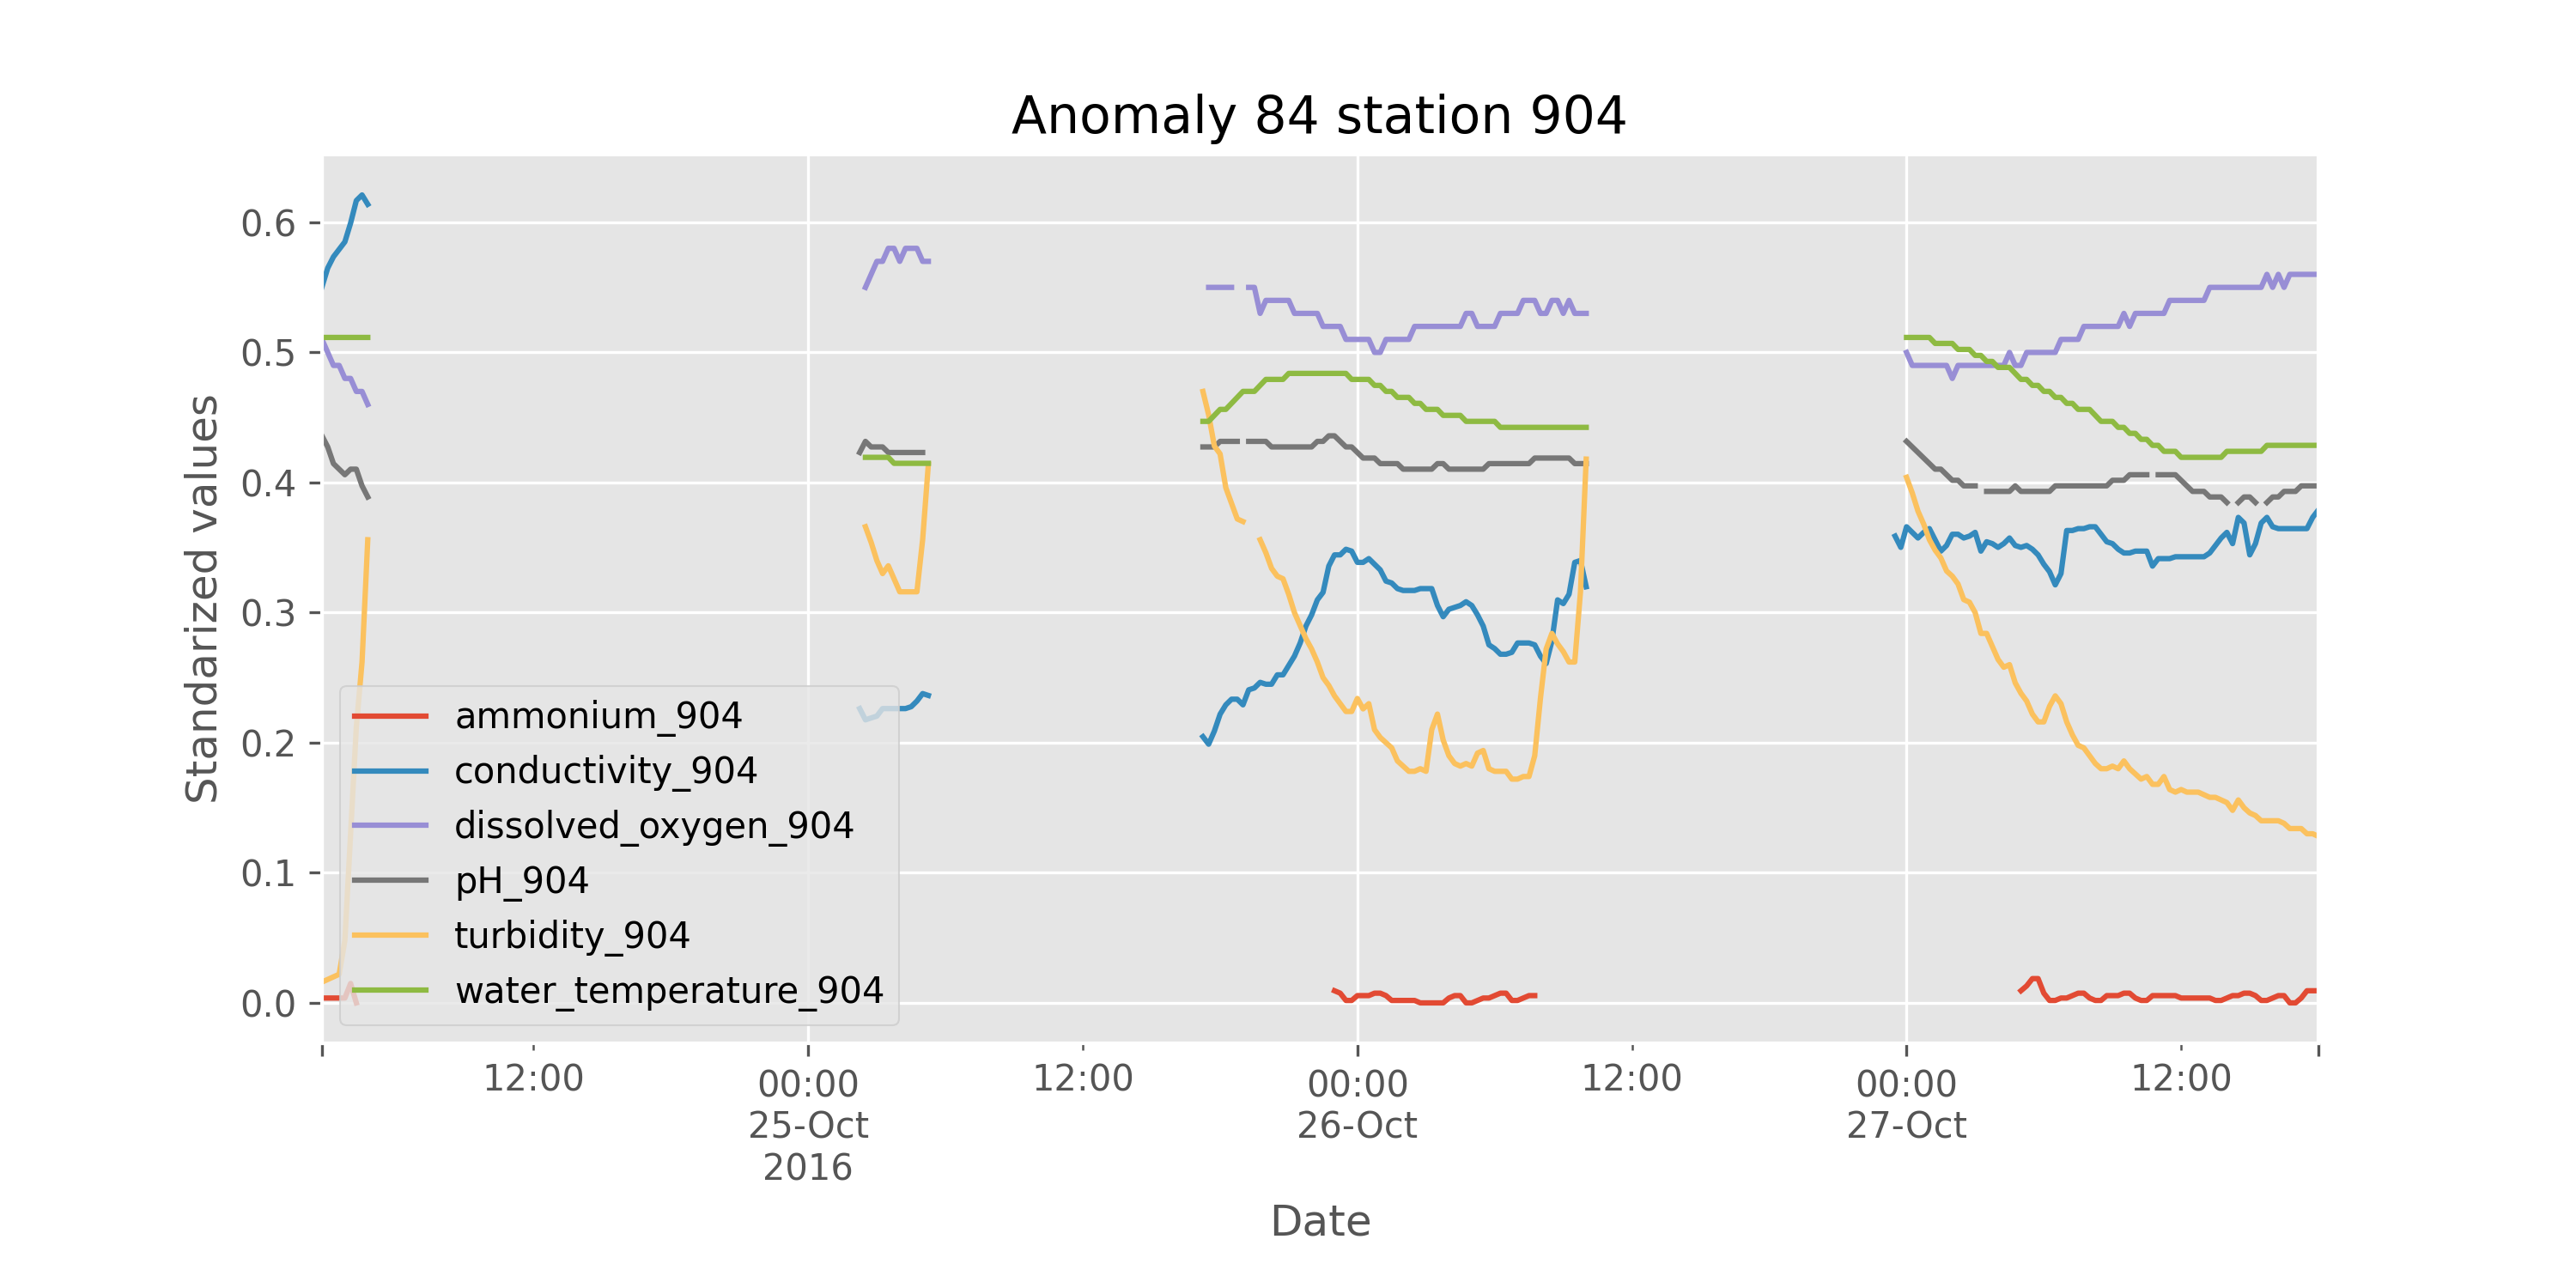 Anomaly 84 station 904
Standarized values
0.6
0.5
0.4
0.3
0.2
0.1
0.0
ammonium_904
conductivity_904
dissolved_oxygen_904
pH_904
turbidity_904
water_temperature_904
12:00
00:00
25-Oct
2016
12:00
00:00
26-Oct
12:00
00:00
27-Oct
12:00
Date